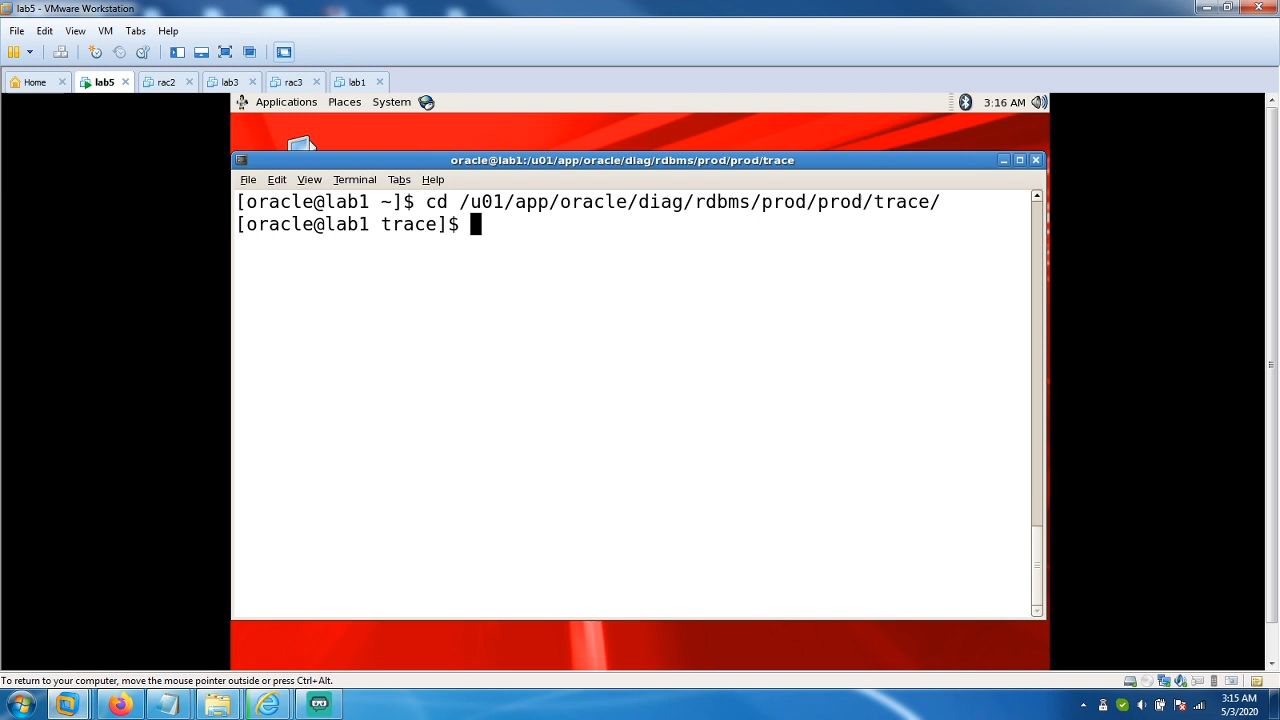 lab5 - VMware Workstation
File Edit View VM Tabs Help
Home lab5 rac2 lab3 rac3 lab1
Applications Places System 3:16 AM
oracle@lab1:/u01/app/oracle/diag/rdbms/prod/prod/trace
File Edit View Terminal Tabs Help
[oracle@lab1 ~]$ cd /u01/app/oracle/diag/rdbms/prod/prod/trace/
[oracle@lab1 trace]$
To return to your computer, move the mouse pointer outside or press Ctrl+Alt.
3:15 AM
5/3/2020